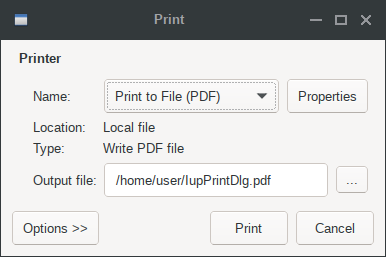 Print
Printer
Name: Print to File (PDF) Properties
Location: Local file
Type: Write PDF file
Output file: /home/user/IupPrintDlg.pdf ...
Options >> Print Cancel